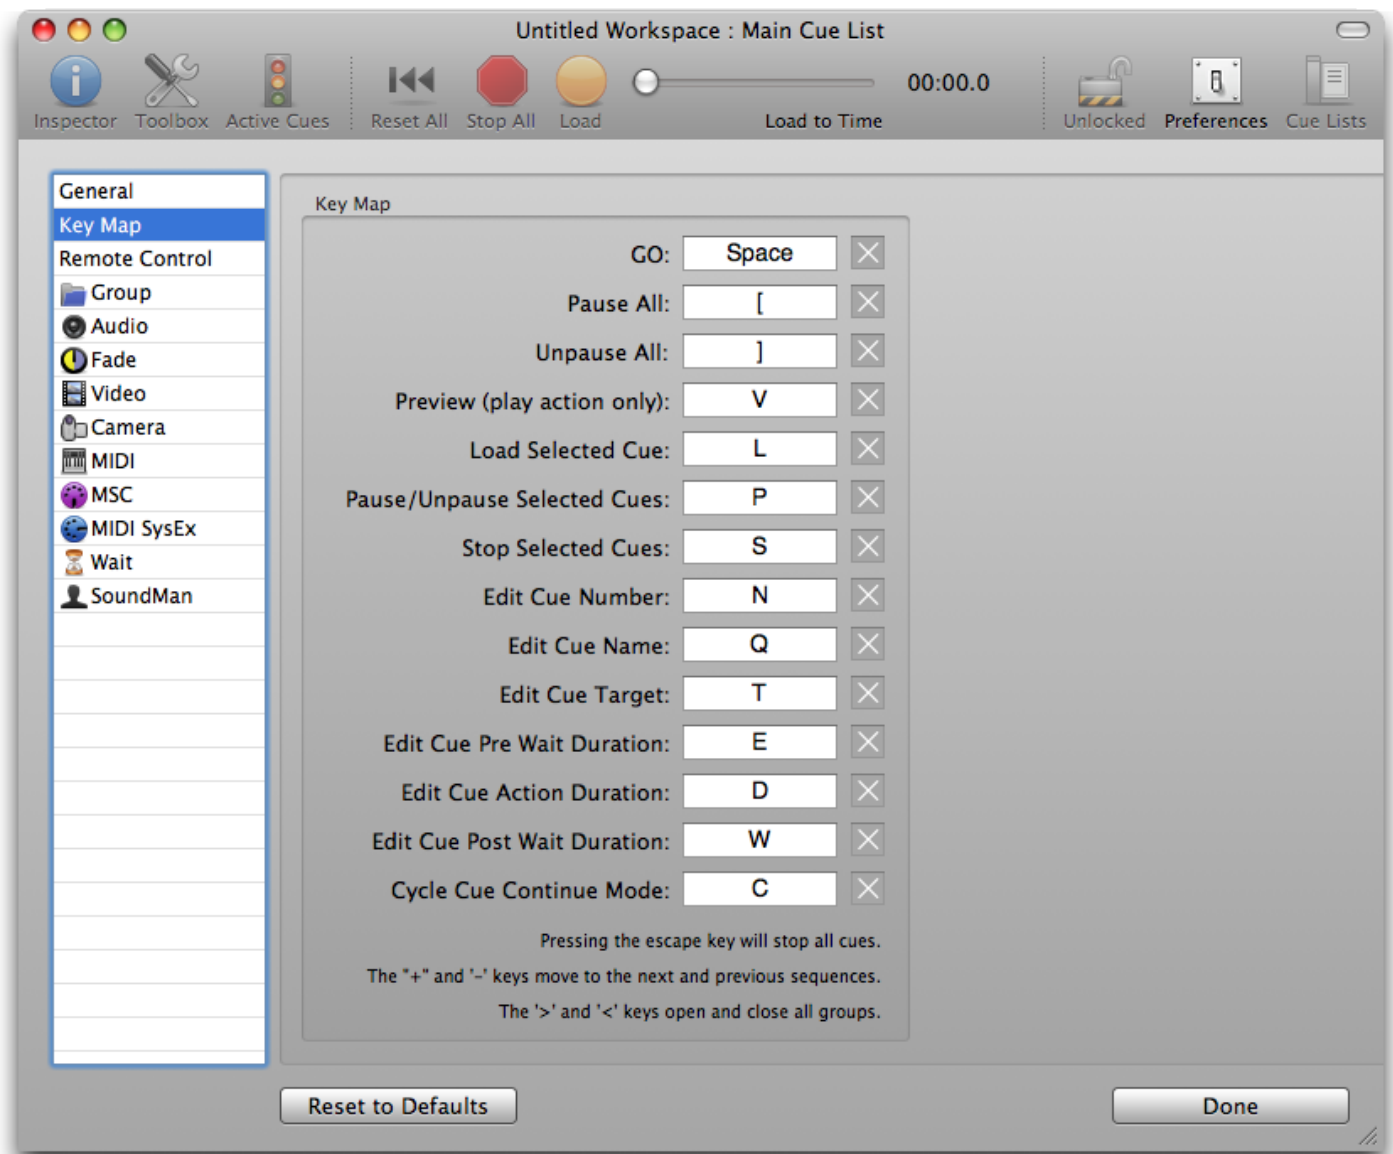 Untitled Workspace : Main Cue List
00:00.0
Inspector Toolbox Active Cues Reset All Stop All Load Load to Time Unlocked Preferences Cue Lists
General
Key Map
Remote Control
Group
Audio
Fade
Video
Camera
MIDI
MSC
MIDI SysEx
Wait
SoundMan
Key Map
GO: Space
Pause All: [
Unpause All: ]
Preview (play action only): V
Load Selected Cue: L
Pause/Unpause Selected Cues: P
Stop Selected Cues: S
Edit Cue Number: N
Edit Cue Name: Q
Edit Cue Target: T
Edit Cue Pre Wait Duration: E
Edit Cue Action Duration: D
Edit Cue Post Wait Duration: W
Cycle Cue Continue Mode: C
Pressing the escape key will stop all cues.
The "+" and '-' keys move to the next and previous sequences.
The '>' and '<' keys open and close all groups.
Reset to Defaults Done